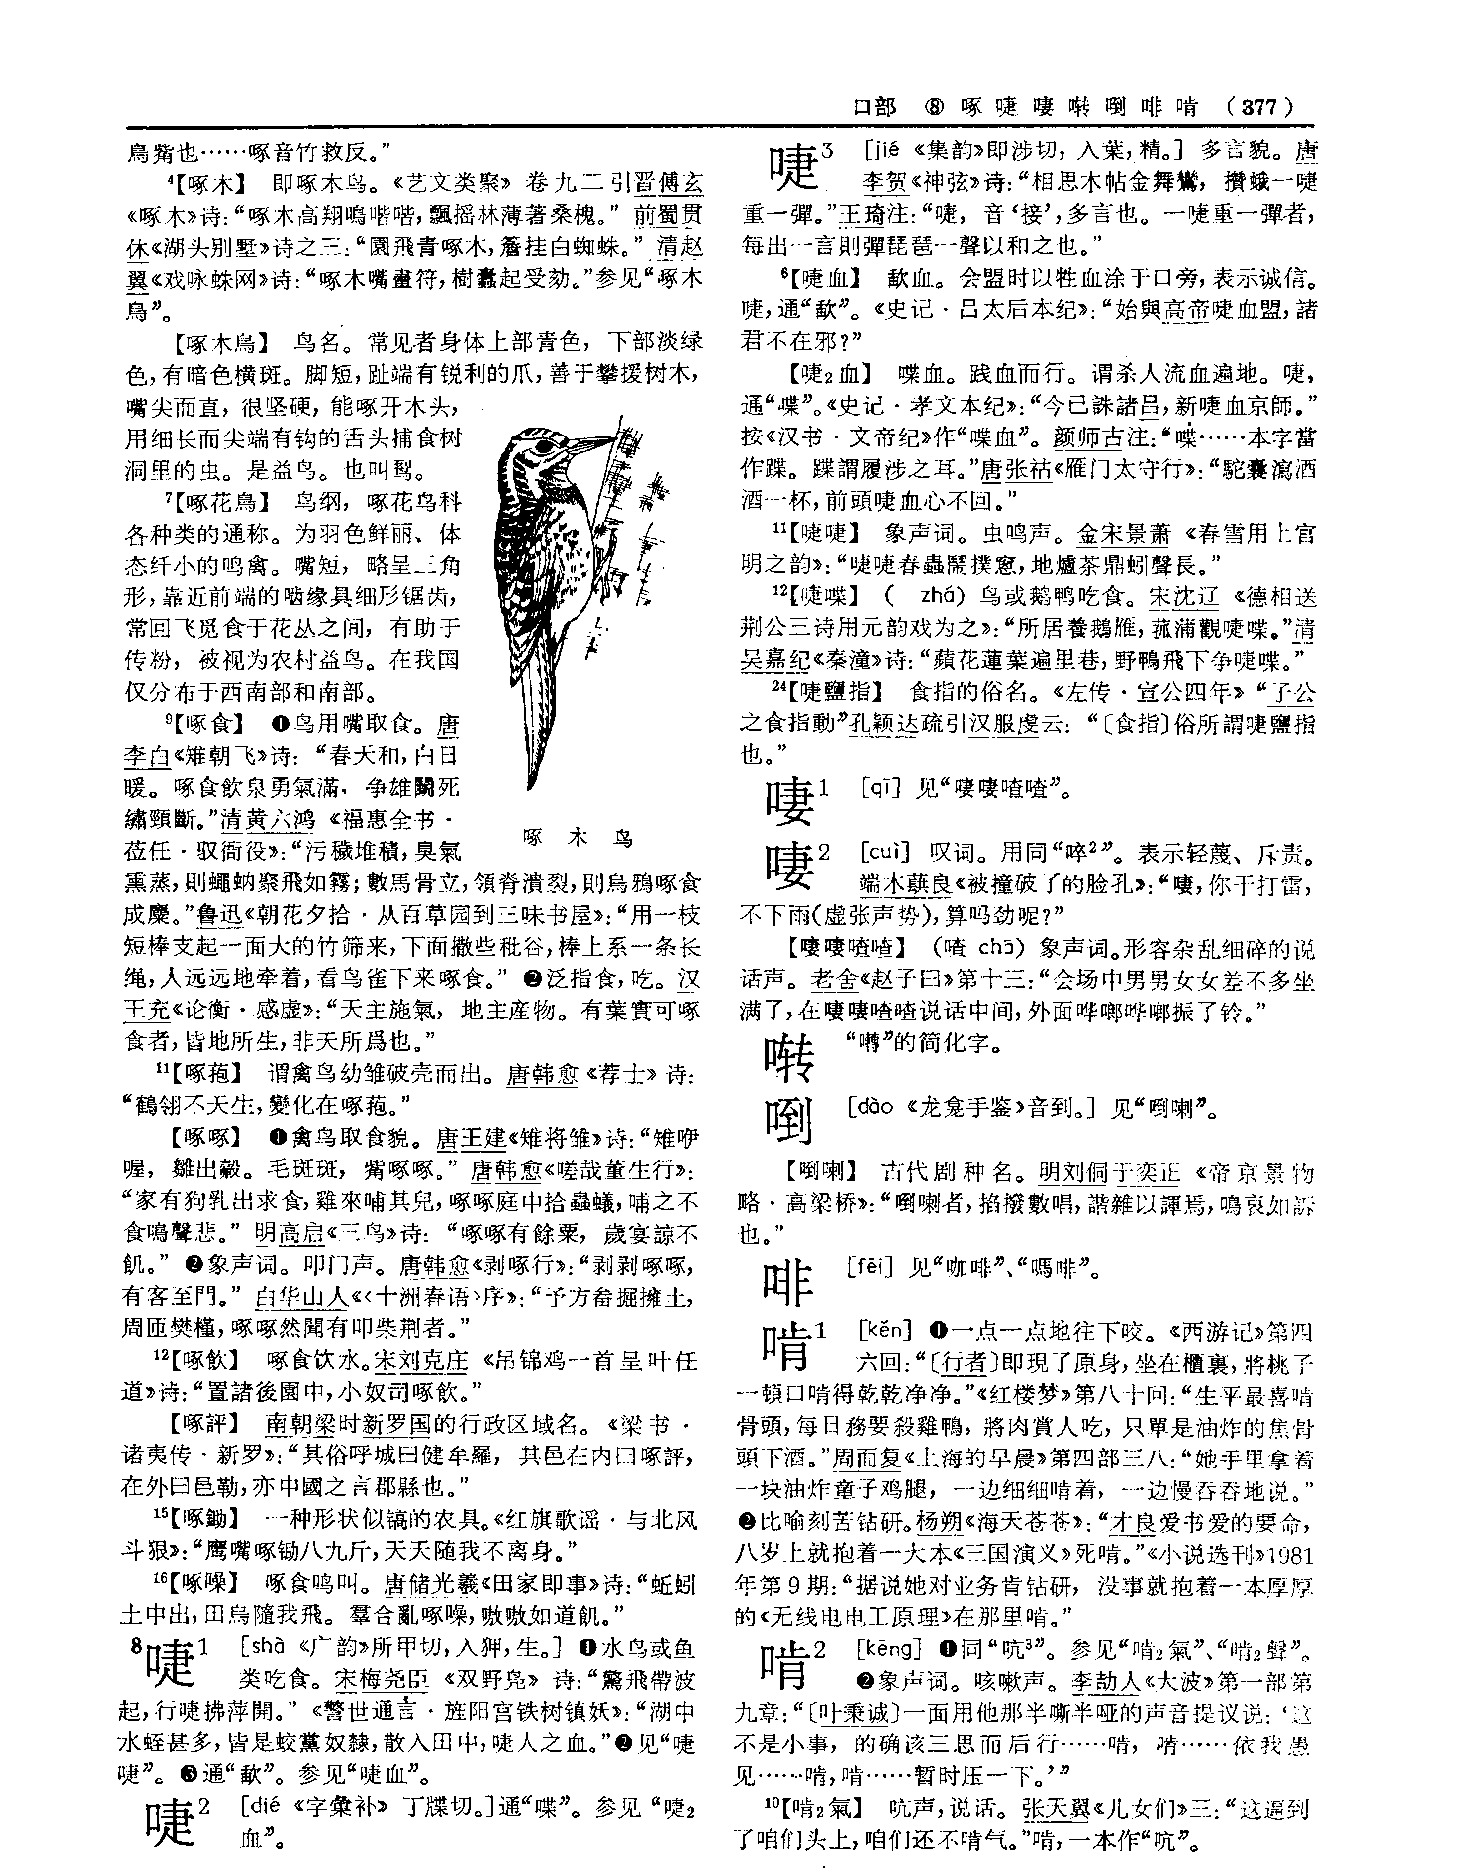 口部 ⑧ 啄 唼 啛 啭 𠴼 啡 啃 (377)
鳥觜也……啄音竹救反。”
⁴【啄木】 即啄木鸟。《艺文类聚》卷九二引晋傅玄
《啄木》诗：“啄木高翔鳴喈喈，飄摇林薄著桑槐。” 前蜀贯
休《湖头别墅》诗之三：“園飛青啄木，簷挂白蜘蛛。” 清赵
翼《戏咏蛛网》诗：“啄木嘴畫符，樹蠹起受劾。”参见“啄木
鳥”。
【啄木鳥】 鸟名。常见者身体上部青色，下部淡绿
色，有暗色横斑。脚短，趾端有锐利的爪，善于攀援树木，
嘴尖而直，很坚硬，能啄开木头，
用细长而尖端有钩的舌头捕食树
洞里的虫。是益鸟。也叫䴕。
⁷【啄花鳥】 鸟纲，啄花鸟科
各种类的通称。为羽色鲜丽、体
态纤小的鸣禽。嘴短，略呈三角
形，靠近前端的嘴缘具细形锯齿，
常回飞觅食于花丛之间，有助于
传粉，被视为农村益鸟。在我国
仅分布于西南部和南部。
⁹【啄食】 ❶鸟用嘴取食。唐
李白《雉朝飞》诗：“春天和，白日
暖。啄食飲泉勇氣滿，争雄鬭死
繡頸斷。”清黄六鸿《福惠全书·
莅任·驭衙役》：“污穢堆積，臭氣
熏蒸，則蠅蚋聚飛如霧；數馬骨立，領脊潰裂，則烏鴉啄食
成麋。”鲁迅《朝花夕拾·从百草园到三味书屋》：“用一枝
短棒支起一面大的竹筛来，下面撒些秕谷，棒上系一条长
绳，人远远地牵着，看鸟雀下来啄食。” ❷泛指食，吃。汉
王充《论衡·感虚》：“天主施氣，地主産物。有葉實可啄
食者，皆地所生，非天所爲也。”
¹¹【啄菢】 谓禽鸟幼雏破壳而出。唐韩愈《荐士》诗：
“鶴翎不天生，變化在啄菢。”
【啄啄】 ❶禽鸟取食貌。唐王建《雉将雏》诗：“雉咿
喔，雛出鷇。毛斑斑，觜啄啄。” 唐韩愈《嗟哉董生行》：
“家有狗乳出求食，雞來哺其兒，啄啄庭中拾蟲蟻，哺之不
食鳴聲悲。” 明高启《三鸟》诗：“啄啄有餘粟，歲宴諒不
飢。” ❷象声词。叩门声。唐韩愈《剥啄行》：“剥剥啄啄，
有客至門。” 白华山人《〈十洲春语〉序》：“予方畚掘擁土，
周匝樊槿，啄啄然聞有叩柴荆者。”
¹²【啄飲】 啄食饮水。宋刘克庄《吊锦鸡一首呈叶任
道》诗：“置諸後園中，小奴司啄飲。”
【啄評】 南朝梁时新罗国的行政区域名。《梁书·
诸夷传·新罗》：“其俗呼城曰健牟羅，其邑在内曰啄評，
在外曰邑勒，亦中國之言郡縣也。”
¹⁵【啄鋤】 一种形状似镐的农具。《红旗歌谣·与北风
斗狠》：“鹰嘴啄锄八九斤，天天随我不离身。”
¹⁶【啄噪】 啄食鸣叫。唐储光羲《田家即事》诗：“蚯蚓
土中出，田烏隨我飛。羣合亂啄噪，嗷嗷如道飢。”
⁸唼¹ [shà 《广韵》所甲切，入狎，生。] ❶水鸟或鱼
类吃食。宋梅尧臣《双野凫》诗：“驚飛帶波
起，行唼拂萍開。”《警世通言·旌阳宫铁树镇妖》：“湖中
水蛭甚多，皆是蛟黨奴隸，散入田中，唼人之血。”❷见“唼
唼”。❸通“歃”。参见“唼血”。
唼² [dié 《字彙补》丁牒切。]通“喋”。参见“唼₂
血”。
唼³ [jié 《集韵》即涉切，入葉，精。] 多言貌。唐
李贺《神弦》诗：“相思木帖金舞鸞，攢蛾一唼
重一彈。”王琦注：“唼，音‘接’，多言也。一唼重一彈者，
每出一言則彈琵琶一聲以和之也。”
⁶【唼血】 歃血。会盟时以牲血涂于口旁，表示诚信。
唼，通“歃”。《史记·吕太后本纪》：“始與高帝唼血盟，諸
君不在邪？”
【唼₂血】 喋血。践血而行。谓杀人流血遍地。唼，
通“喋”。《史记·孝文本纪》：“今已誅諸吕，新唼血京師。”
按《汉书·文帝纪》作“喋血”。颜师古注：“喋……本字當
作蹀。蹀謂履涉之耳。”唐张祜《雁门太守行》：“駝囊瀉酒
酒一杯，前頭唼血心不回。”
¹¹【唼唼】 象声词。虫鸣声。金宋景萧《春雪用上官
明之韵》：“唼唼春蟲鬧撲窻，地爐茶鼎蚓聲長。”
¹²【唼喋】 ( zhá) 鸟或鹅鸭吃食。宋沈辽《德相送
荆公三诗用元韵戏为之》：“所居養鵝雁，菰蒲觀唼喋。”清
吴嘉纪《秦潼》诗：“蘋花蓮葉遍里巷，野鴨飛下争唼喋。”
²⁴【唼鹽指】 食指的俗名。《左传·宣公四年》“子公
之食指動”孔颖达疏引汉服虔云：“〔食指〕俗所謂唼鹽指
也。”
啛¹ [qī] 见“啛啛喳喳”。
啛² [cuì] 叹词。用同“啐²”。表示轻蔑、斥责。
端木蕻良《被撞破了的脸孔》：“啛，你干打雷，
不下雨(虚张声势)，算吗劲呢？”
【啛啛喳喳】 (喳 chā) 象声词。形容杂乱细碎的说
话声。老舍《赵子曰》第十三：“会场中男男女女差不多坐
满了，在啛啛喳喳说话中间，外面哗啷哗啷振了铃。”
啭 “囀”的简化字。
𠴼 [dào 《龙龛手鉴》音到。] 见“𠴼喇”。
【𠴼喇】 古代剧种名。明刘侗于奕正《帝京景物
略·高梁桥》：“𠴼喇者，掐撥數唱，諧雜以諢焉，鳴哀如訴
也。”
啡 [fēi] 见“咖啡”、“嗎啡”。
啃¹ [kěn] ❶一点一点地往下咬。《西游记》第四
六回：“〔行者〕即現了原身，坐在櫃裏，將桃子
一頓口啃得乾乾净净。”《红楼梦》第八十回：“生平最喜啃
骨頭，每日務要殺雞鴨，將肉賞人吃，只單是油炸的焦骨
頭下酒。”周而复《上海的早晨》第四部三八：“她手里拿着
一块油炸童子鸡腿，一边细细啃着，一边慢吞吞地说。”
❷比喻刻苦钻研。杨朔《海天苍苍》：“才良爱书爱的要命，
八岁上就抱着一大本《三国演义》死啃。”《小说选刊》1981
年第9期：“据说她对业务肯钻研，没事就抱着一本厚厚
的《无线电电工原理》在那里啃。”
啃² [kēng] ❶同“吭³”。参见“啃₂氣”、“啃₂聲”。
❷象声词。咳嗽声。李劼人《大波》第一部第
九章：“〔叶秉诚〕一面用他那半嘶半哑的声音提议说：‘这
不是小事，的确该三思而后行……啃，啃……依我愚
见……啃，啃……暂时压一下。’”
¹⁰【啃₂氣】 吭声，说话。张天翼《儿女们》三：“这逼到
了咱们头上，咱们还不啃气。”啃，一本作“吭”。
啄 木 鸟